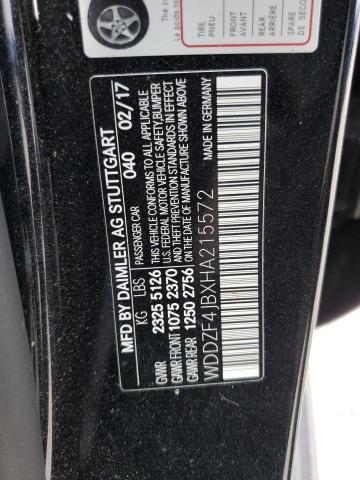 MFD BY DAIMLER AG STUTTGART
040 02/17
PASSENGER CAR
KG LBS
GVWR 2325 5126
GAWR FRONT 1075 2370
GAWR REAR 1250 2756
THIS VEHICLE CONFORMS TO ALL APPLICABLE
U.S. FEDERAL MOTOR VEHICLE SAFETY, BUMPER
AND THEFT PREVENTION STANDARDS IN EFFECT
ON THE DATE OF MANUFACTURE SHOWN ABOVE
WDDZF4JBXHA215572
MADE IN GERMANY
TIRE
PNEU
FRONT
AVANT
REAR
ARRIÈRE
SPARE
DE SECO